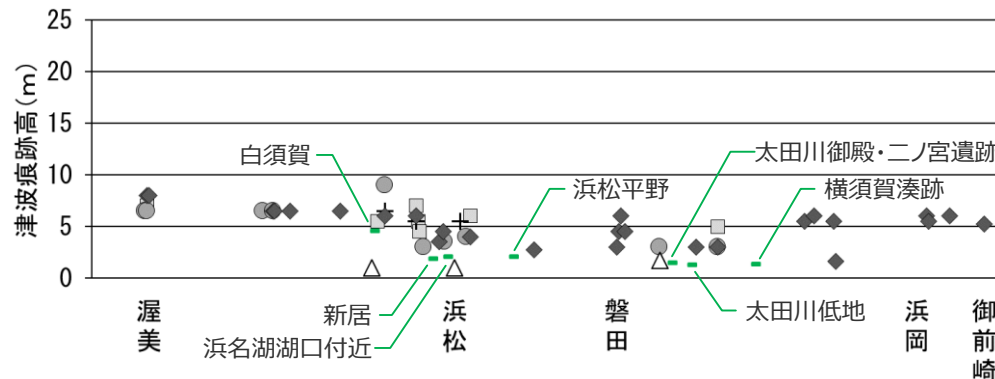 25
20
15
10
5
0
津波痕跡高(m)
白須賀
太田川御殿・二ノ宮遺跡
浜松平野
横須賀湊跡
新居
浜名湖湖口付近
太田川低地
渥美
浜松
磐田
浜岡
御前崎